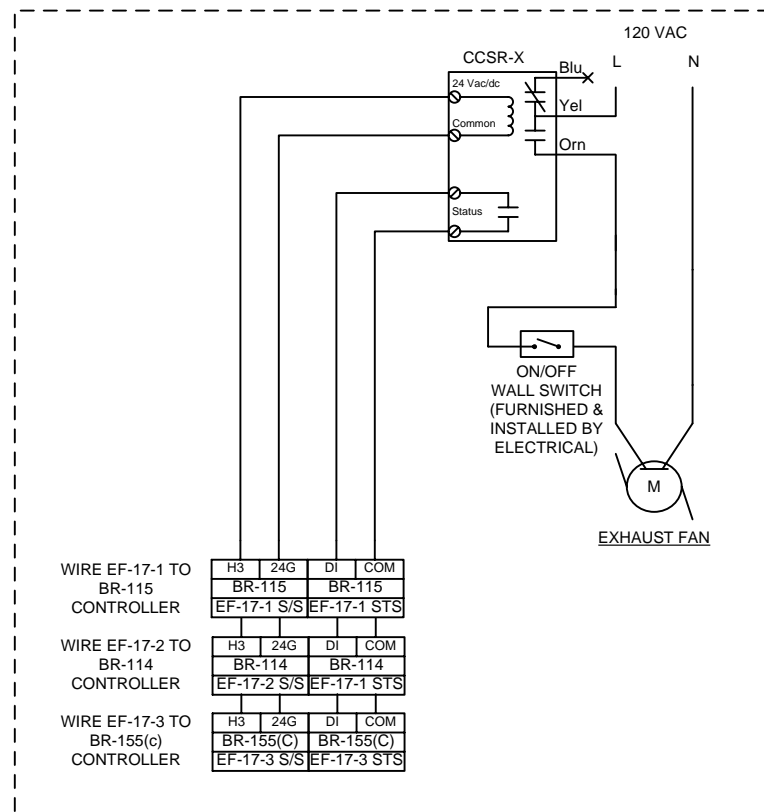 120 VAC
L N
CCSR-X
24 Vac/dc
Common
Status
Blu
Yel
Orn
ON/OFF
WALL SWITCH
(FURNISHED &
INSTALLED BY
ELECTRICAL)
M
EXHAUST FAN
WIRE EF-17-1 TO
BR-115
CONTROLLER
H3 24G DI COM
BR-115 BR-115
EF-17-1 S/S EF-17-1 STS
WIRE EF-17-2 TO
BR-114
CONTROLLER
H3 24G DI COM
BR-114 BR-114
EF-17-2 S/S EF-17-1 STS
WIRE EF-17-3 TO
BR-155(c)
CONTROLLER
H3 24G DI COM
BR-155(C) BR-155(C)
EF-17-3 S/S EF-17-3 STS